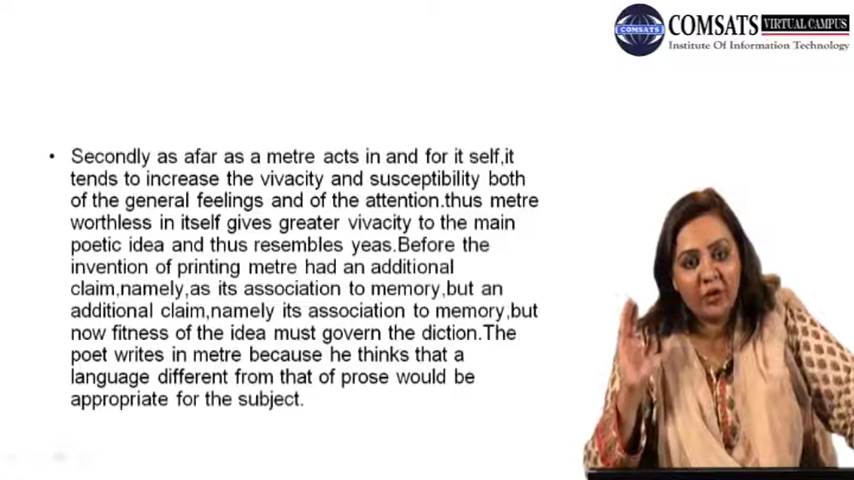 COMSATS VIRTUAL CAMPUS
Institute Of Information Technology
COMSATS
• Secondly as afar as a metre acts in and for it self,it
tends to increase the vivacity and susceptibility both
of the general feelings and of the attention.thus metre
worthless in itself gives greater vivacity to the main
poetic idea and thus resembles yeas.Before the
invention of printing metre had an additional
claim,namely,as its association to memory,but an
additional claim,namely its association to memory,but
now fitness of the idea must govern the diction.The
poet writes in metre because he thinks that a
language different from that of prose would be
appropriate for the subject.